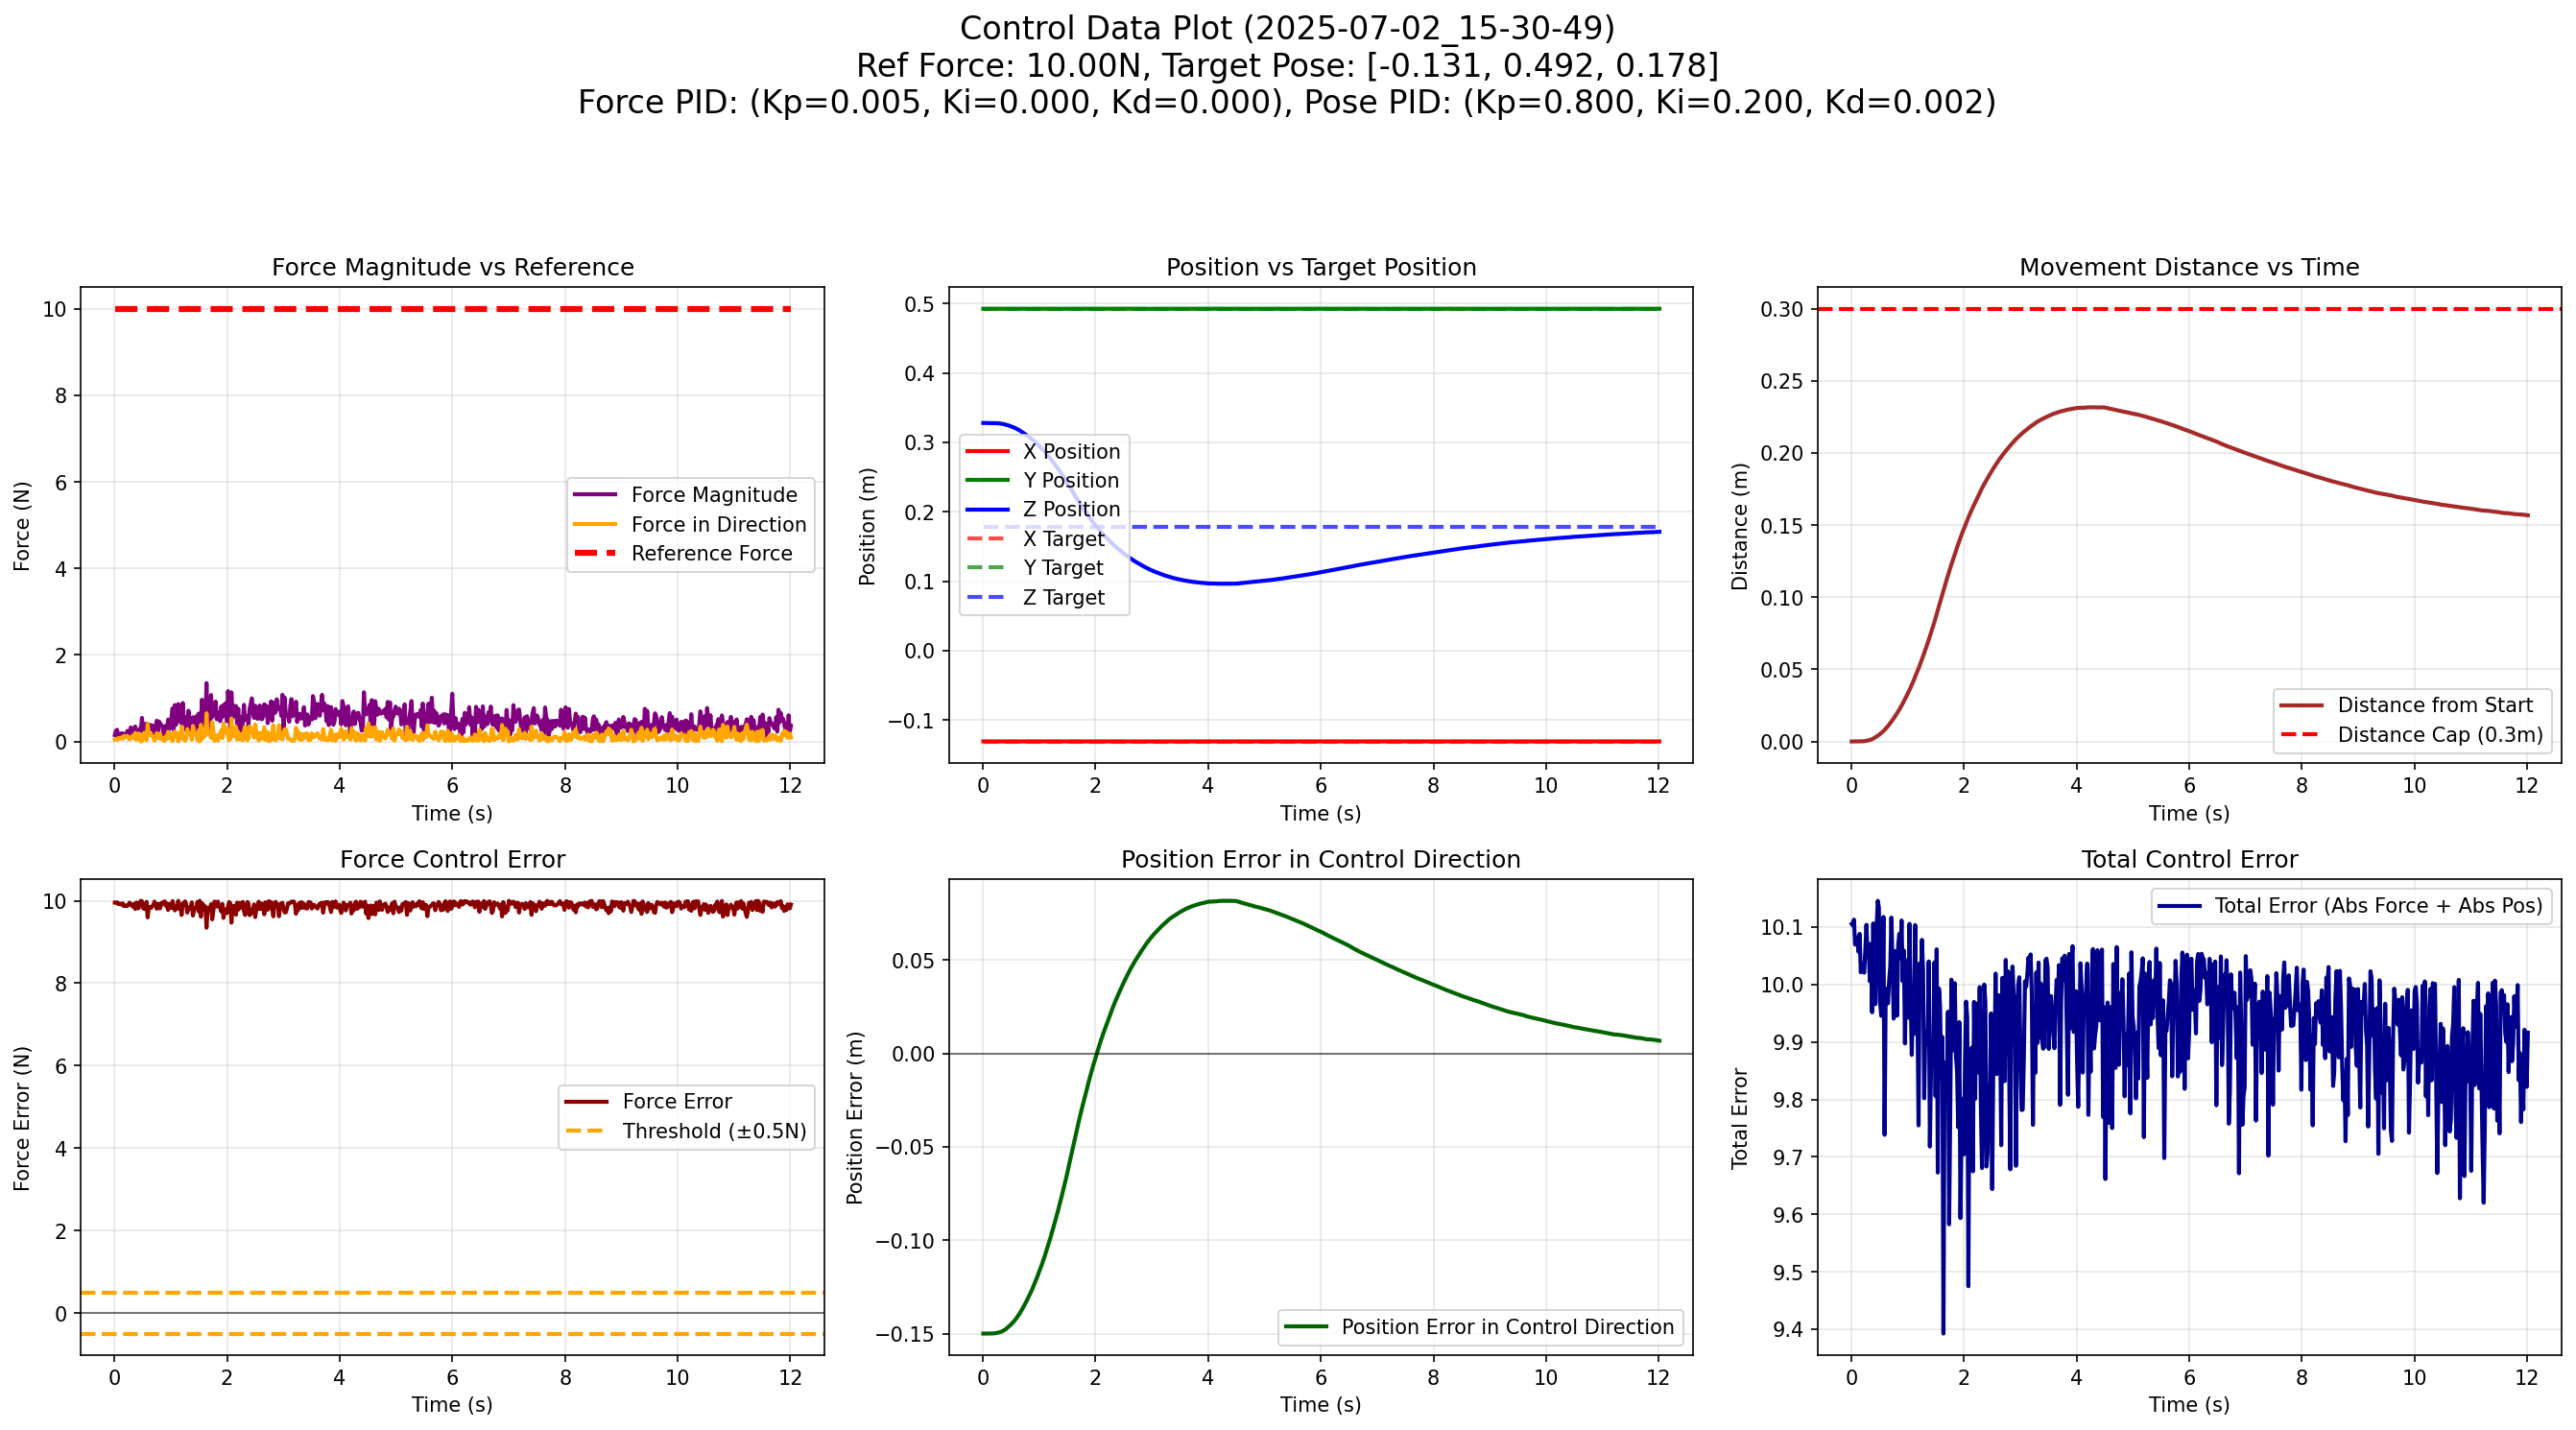 Control Data Plot (2025-07-02_15-30-49)
Ref Force: 10.00N, Target Pose: [-0.131, 0.492, 0.178]
Force PID: (Kp=0.005, Ki=0.000, Kd=0.000), Pose PID: (Kp=0.800, Ki=0.200, Kd=0.002)
Force Magnitude vs Reference
Force (N)
10
8
6
4
2
0
Force Magnitude
Force in Direction
Reference Force
0 2 4 6 8 10 12
Time (s)
Position vs Target Position
Position (m)
0.5
0.4
0.3
0.2
0.1
0.0
−0.1
X Position
Y Position
Z Position
X Target
Y Target
Z Target
0 2 4 6 8 10 12
Time (s)
Movement Distance vs Time
Distance (m)
0.30
0.25
0.20
0.15
0.10
0.05
0.00
Distance from Start
Distance Cap (0.3m)
0 2 4 6 8 10 12
Time (s)
Force Control Error
Force Error (N)
10
8
6
4
2
0
Force Error
Threshold (±0.5N)
0 2 4 6 8 10 12
Time (s)
Position Error in Control Direction
Position Error (m)
0.05
0.00
−0.05
−0.10
−0.15
Position Error in Control Direction
0 2 4 6 8 10 12
Time (s)
Total Control Error
Total Error
10.1
10.0
9.9
9.8
9.7
9.6
9.5
9.4
Total Error (Abs Force + Abs Pos)
0 2 4 6 8 10 12
Time (s)